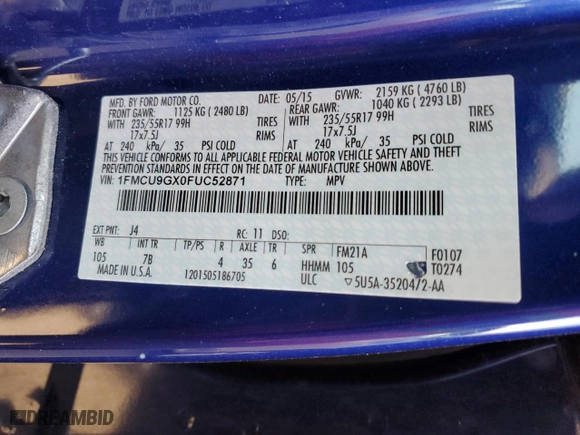 MFD. BY FORD MOTOR CO. DATE: 05/15 GVWR: 2159 KG ( 4760 LB)
FRONT GAWR: 1125 KG ( 2480 LB) REAR GAWR: 1040 KG ( 2293 LB)
WITH 235/55R17 99H TIRES WITH 235/55R17 99H TIRES
17x7.5J RIMS 17x7.5J RIMS
AT 240 kPa/ 35 PSI COLD AT 240 kPa/ 35 PSI COLD
THIS VEHICLE CONFORMS TO ALL APPLICABLE FEDERAL MOTOR VEHICLE SAFETY, BUMPER, AND THEFT
PREVENTION STANDARDS IN EFFECT ON THE DATE OF MANUFACTURE SHOWN ABOVE.
VIN: 1FMCU9GX0FUC52871 TYPE: MPV
EXT PNT: J4 RC: 11 DSO:
WB INT TR TP/PS R AXLE TR SPR FM21A F0107
105 7B 4 35 6 HHMM 105 T0274
MADE IN U.S.A. 1201505186705 ULC ▽5U5A-3520472-AA
DREAMBID